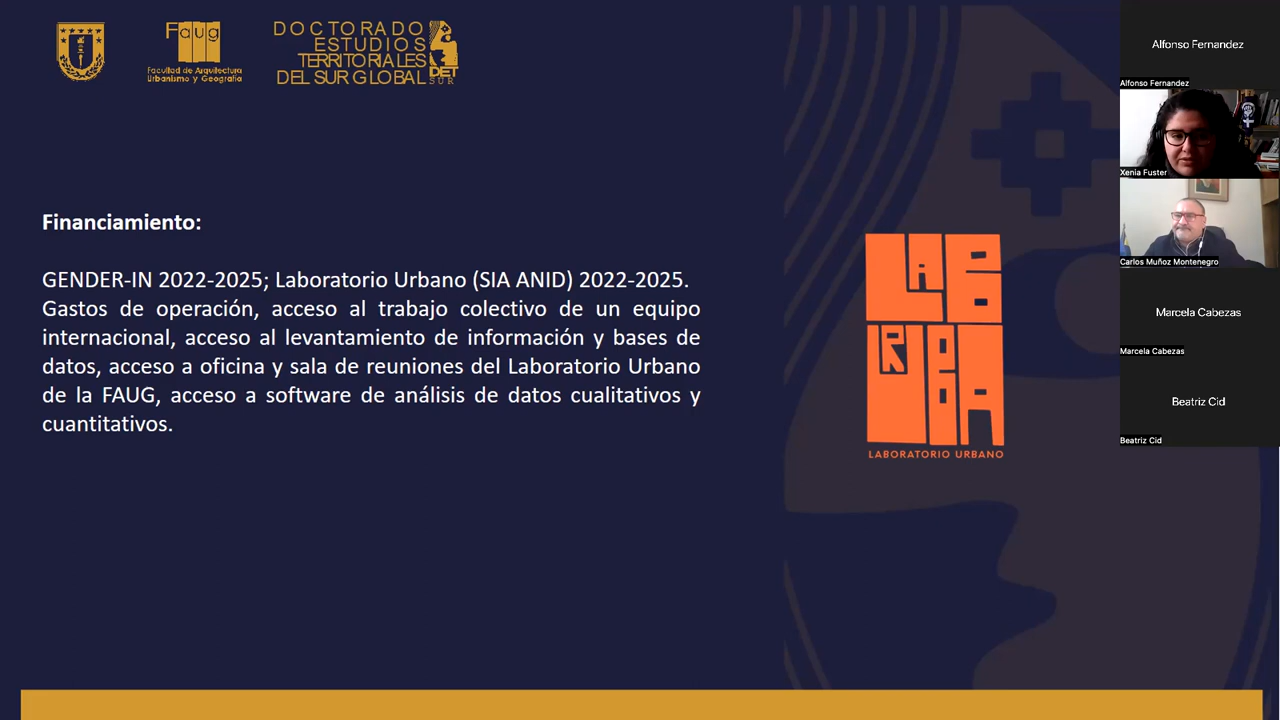 Faug
Facultad de Arquitectura
Urbanismo y Geografía
DOCTORADO
ESTUDIOS
TERRITORIALES
DEL SUR GLOBAL
DET
SUR
Financiamiento:
GENDER-IN 2022-2025; Laboratorio Urbano (SIA ANID) 2022-2025.
Gastos de operación, acceso al trabajo colectivo de un equipo
internacional, acceso al levantamiento de información y bases de
datos, acceso a oficina y sala de reuniones del Laboratorio Urbano
de la FAUG, acceso a software de análisis de datos cualitativos y
cuantitativos.
LABORATORIO URBANO
Alfonso Fernandez
Alfonso Fernandez
Xenia Fuster
Carlos Muñoz Montenegro
Marcela Cabezas
Marcela Cabezas
Beatriz Cid
Beatriz Cid